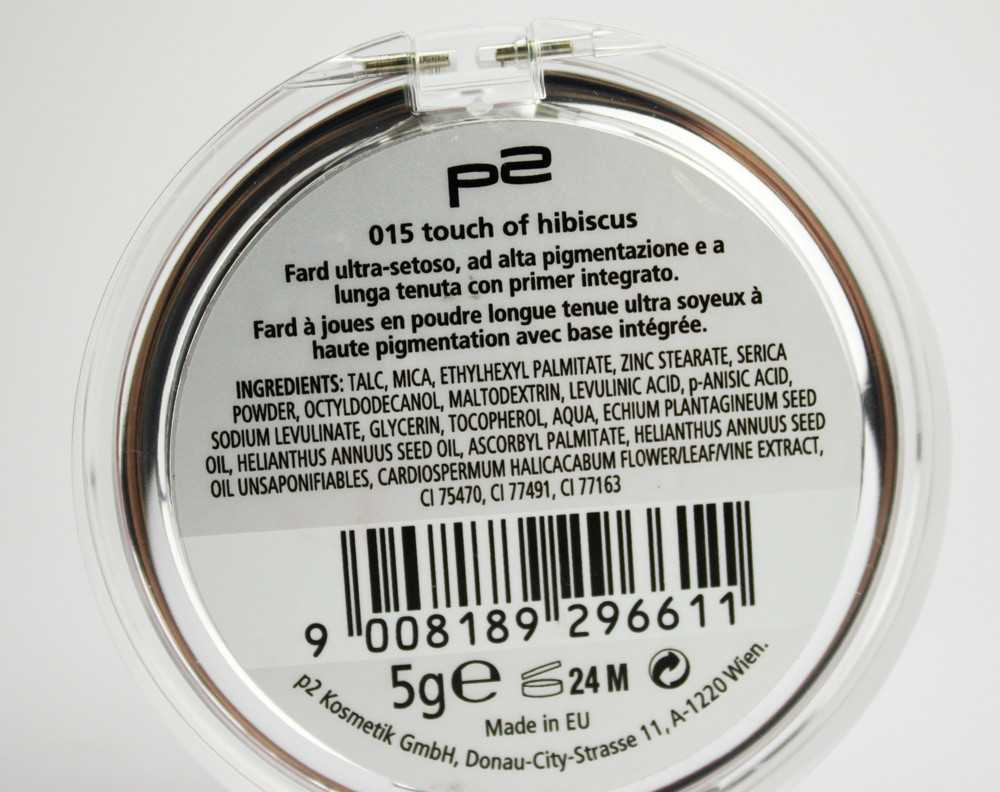 p2
015 touch of hibiscus
Fard ultra-setoso, ad alta pigmentazione e a
lunga tenuta con primer integrato.
Fard à joues en poudre longue tenue ultra soyeux à
haute pigmentation avec base intégrée.
INGREDIENTS: TALC, MICA, ETHYLHEXYL PALMITATE, ZINC STEARATE, SERICA
POWDER, OCTYLDODECANOL, MALTODEXTRIN, LEVULINIC ACID, p-ANISIC ACID,
SODIUM LEVULINATE, GLYCERIN, TOCOPHEROL, AQUA, ECHIUM PLANTAGINEUM SEED
OIL, HELIANTHUS ANNUUS SEED OIL, ASCORBYL PALMITATE, HELIANTHUS ANNUUS SEED
OIL UNSAPONIFIABLES, CARDIOSPERMUM HALICACABUM FLOWER/LEAF/VINE EXTRACT,
CI 75470, CI 77491, CI 77163
9 008189 296611
5g e 24 M
Made in EU
p2 Kosmetik GmbH, Donau-City-Strasse 11, A-1220 Wien.